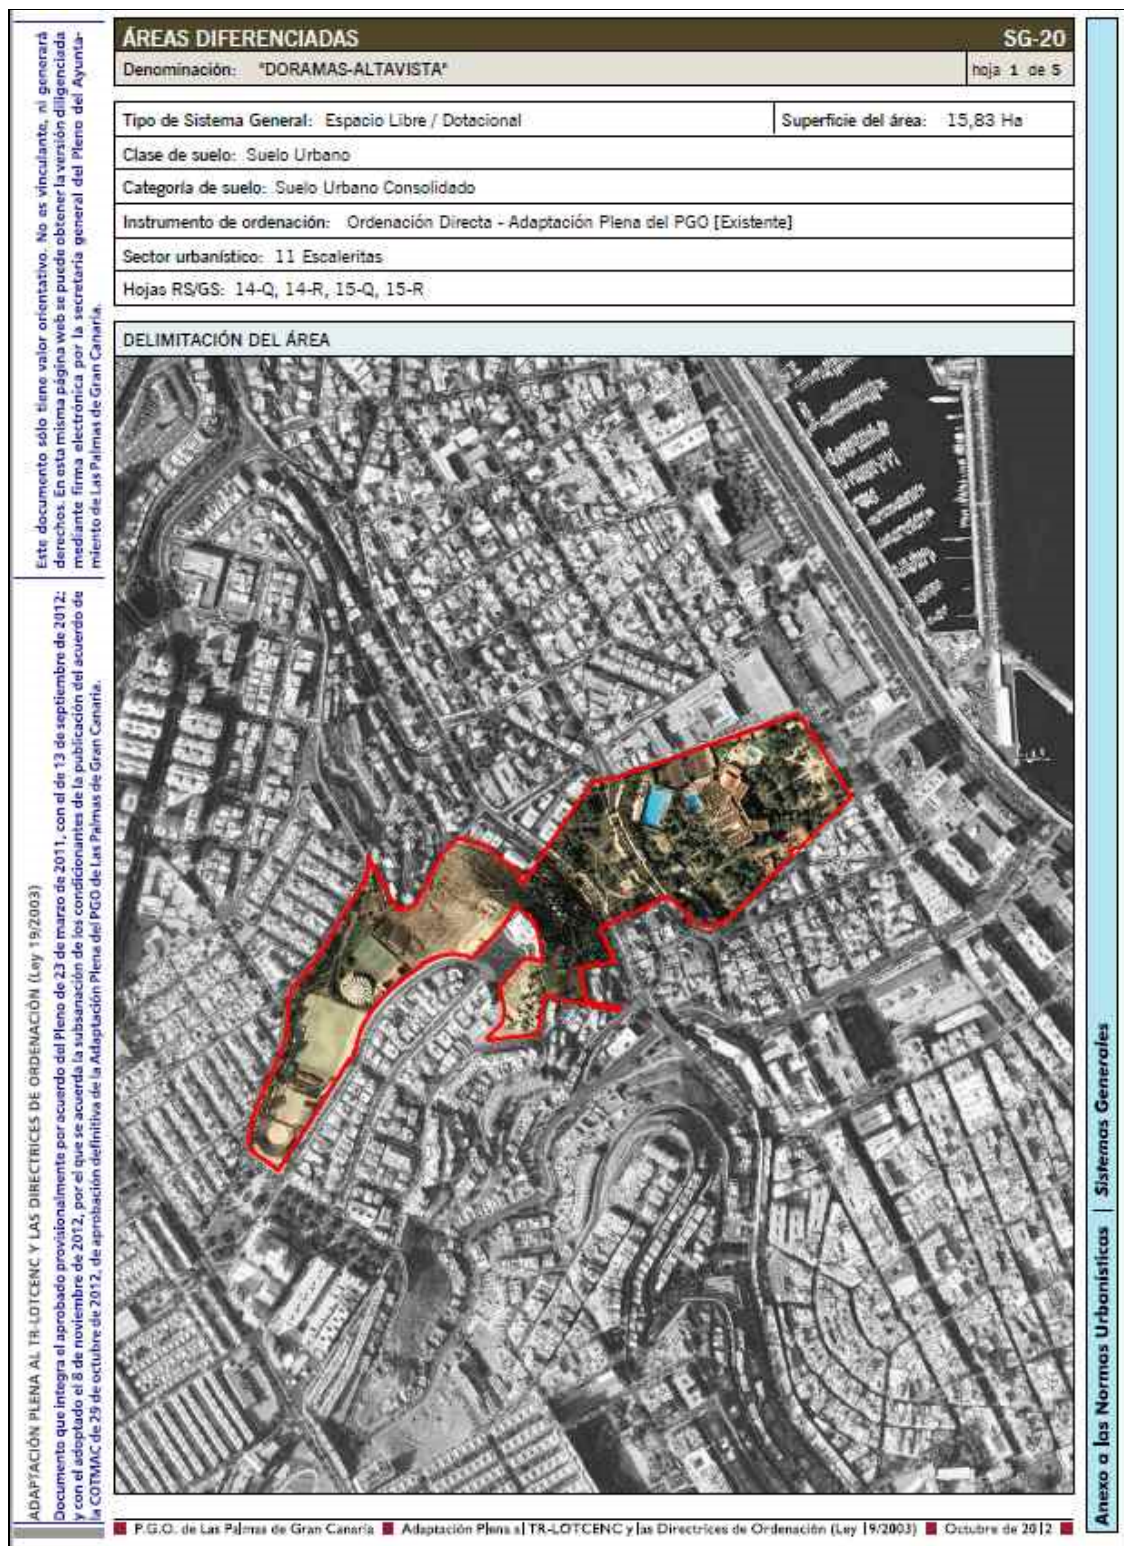 ÁREAS DIFERENCIADAS SG-20
Denominación: "DORAMAS-ALTAVISTA" hoja 1 de 5
Tipo de Sistema General: Espacio Libre / Dotacional Superficie del área: 15,83 Ha
Clase de suelo: Suelo Urbano
Categoría de suelo: Suelo Urbano Consolidado
Instrumento de ordenación: Ordenación Directa - Adaptación Plena del PGO [Existente]
Sector urbanístico: 11 Escaleritas
Hojas RS/GS: 14-Q, 14-R, 15-Q, 15-R
DELIMITACIÓN DEL ÁREA
Este documento sólo tiene valor orientativo. No es vinculante, ni generará
derechos. En esta misma página web se puede obtener la versión diligenciada
mediante firma electrónica por la secretaría general del Pleno del Ayunta-
miento de Las Palmas de Gran Canaria.
ADAPTACIÓN PLENA AL TR-LOTCENC Y LAS DIRECTRICES DE ORDENACIÓN (Ley 19/2003)
Documento que integra el aprobado provisionalmente por acuerdo del Pleno de 23 de marzo de 2011, con el de 13 de septiembre de 2012;
y con el adoptado el 8 de noviembre de 2012, por el que se acuerda la subsanación de los condicionantes de la publicación del acuerdo de
la COTMAC de 29 de octubre de 2012, de aprobación definitiva de la Adaptación Plena del PGO de Las Palmas de Gran Canaria.
Anexo a las Normas Urbanísticas | Sistemas Generales
P.G.O. de Las Palmas de Gran Canaria Adaptación Plena al TR-LOTCENC y las Directrices de Ordenación (Ley 19/2003) Octubre de 2012